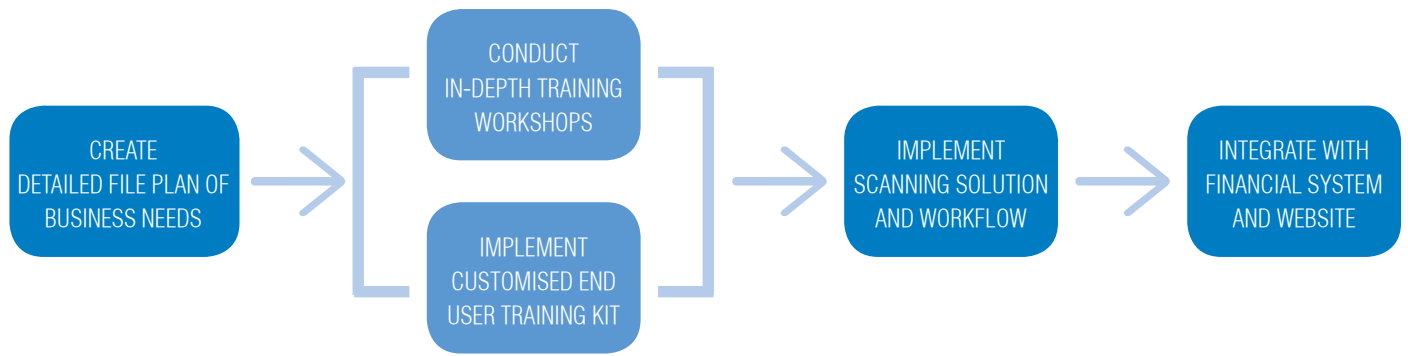 CREATE
DETAILED FILE PLAN OF
BUSINESS NEEDS
CONDUCT
IN-DEPTH TRAINING
WORKSHOPS
IMPLEMENT
CUSTOMISED END
USER TRAINING KIT
IMPLEMENT
SCANNING SOLUTION
AND WORKFLOW
INTEGRATE WITH
FINANCIAL SYSTEM
AND WEBSITE